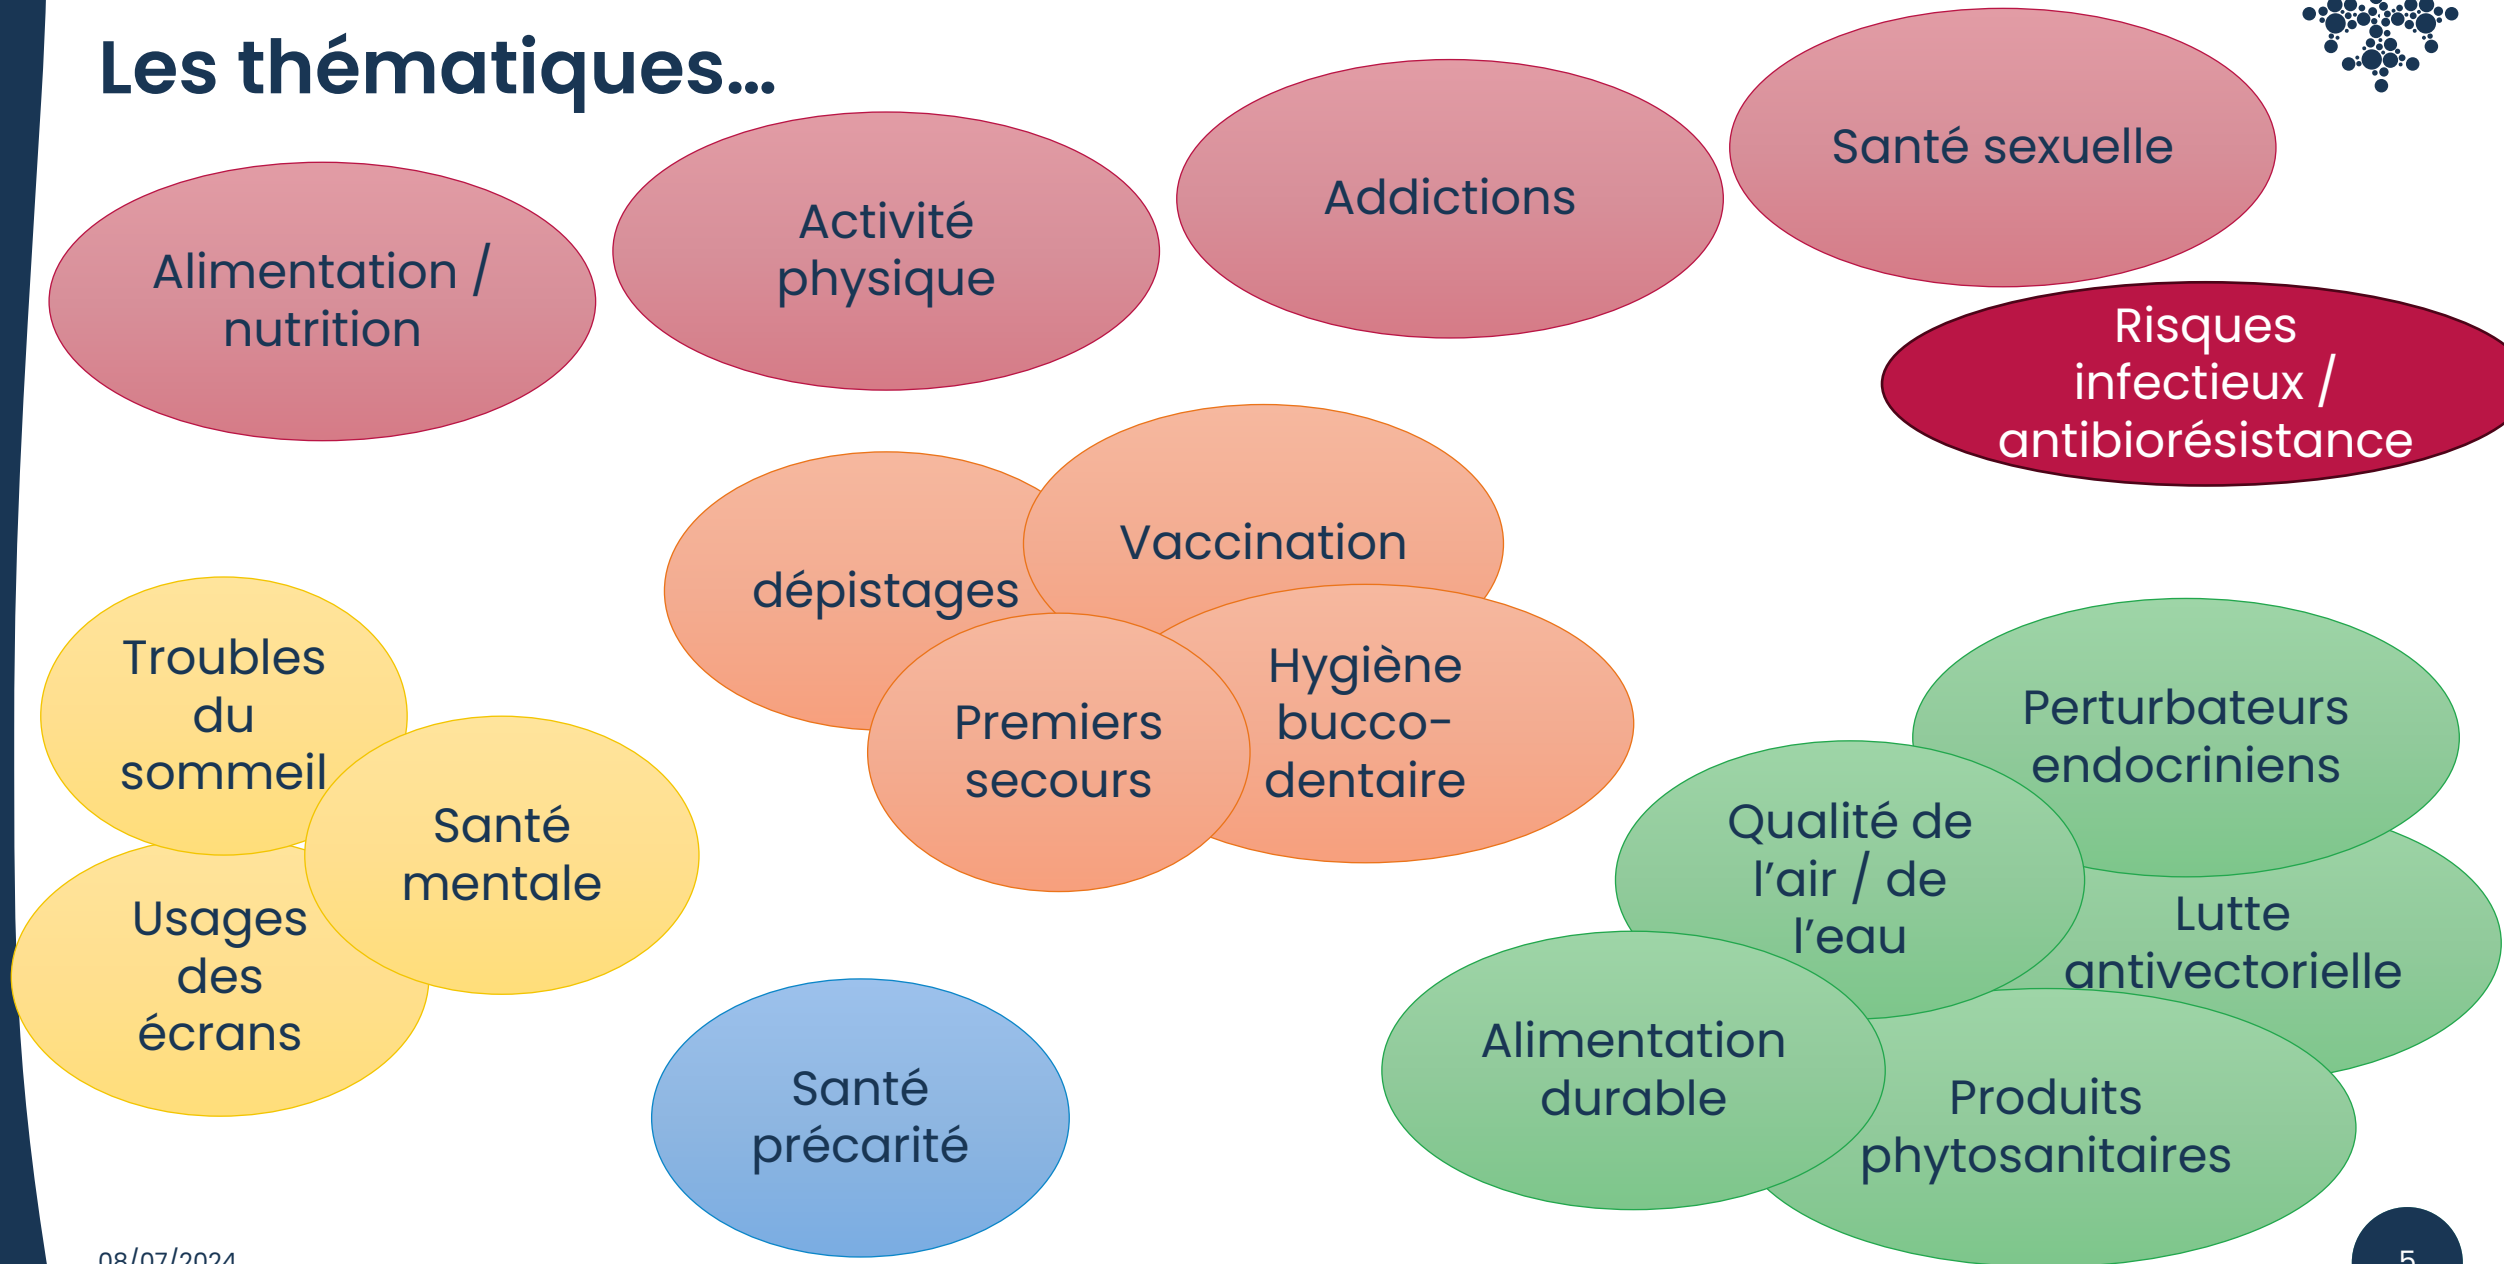 Les thématiques...
Santé sexuelle
Addictions
Activité
physique
Alimentation /
nutrition
Risques
infectieux /
antibiorésistance
Vaccination
dépistages
Hygiène
bucco-
dentaire
Premiers
secours
Troubles
du
sommeil
Santé
mentale
Usages
des
écrans
Perturbateurs
endocriniens
Qualité de
l’air / de
l’eau
Lutte
antivectorielle
Alimentation
durable
Produits
phytosanitaires
Santé
précarité
08/07/2024
5